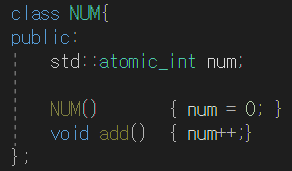 class NUM{
public:
    std::atomic_int num;
    NUM()       { num = 0; }
    void add()  { num++;}
};